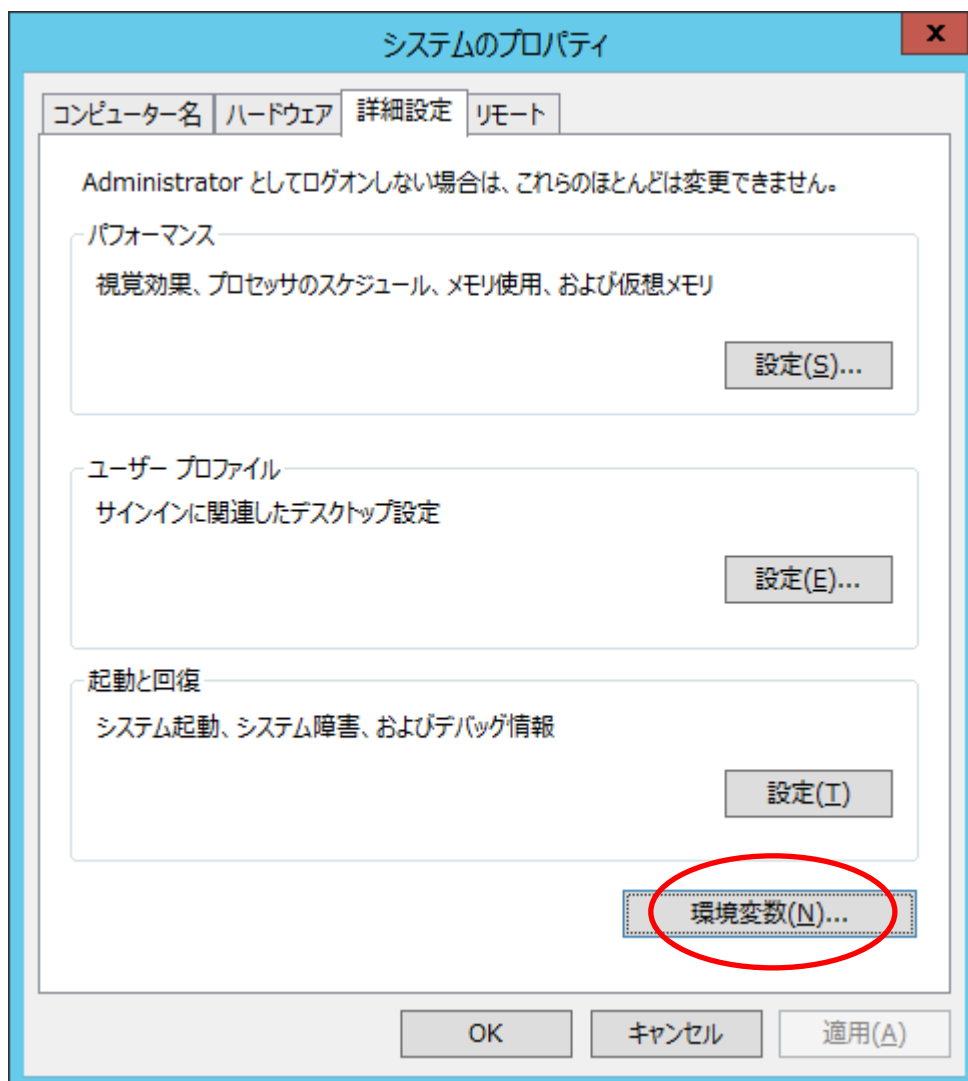 システムのプロパティ
x
コンピューター名 ハードウェア 詳細設定 リモート
Administrator としてログオンしない場合は、これらのほとんどは変更できません。
パフォーマンス
視覚効果、プロセッサのスケジュール、メモリ使用、および仮想メモリ
設定(S)...
ユーザー プロファイル
サインインに関連したデスクトップ設定
設定(E)...
起動と回復
システム起動、システム障害、およびデバッグ情報
設定(T)
環境変数(N)...
OK キャンセル 適用(A)